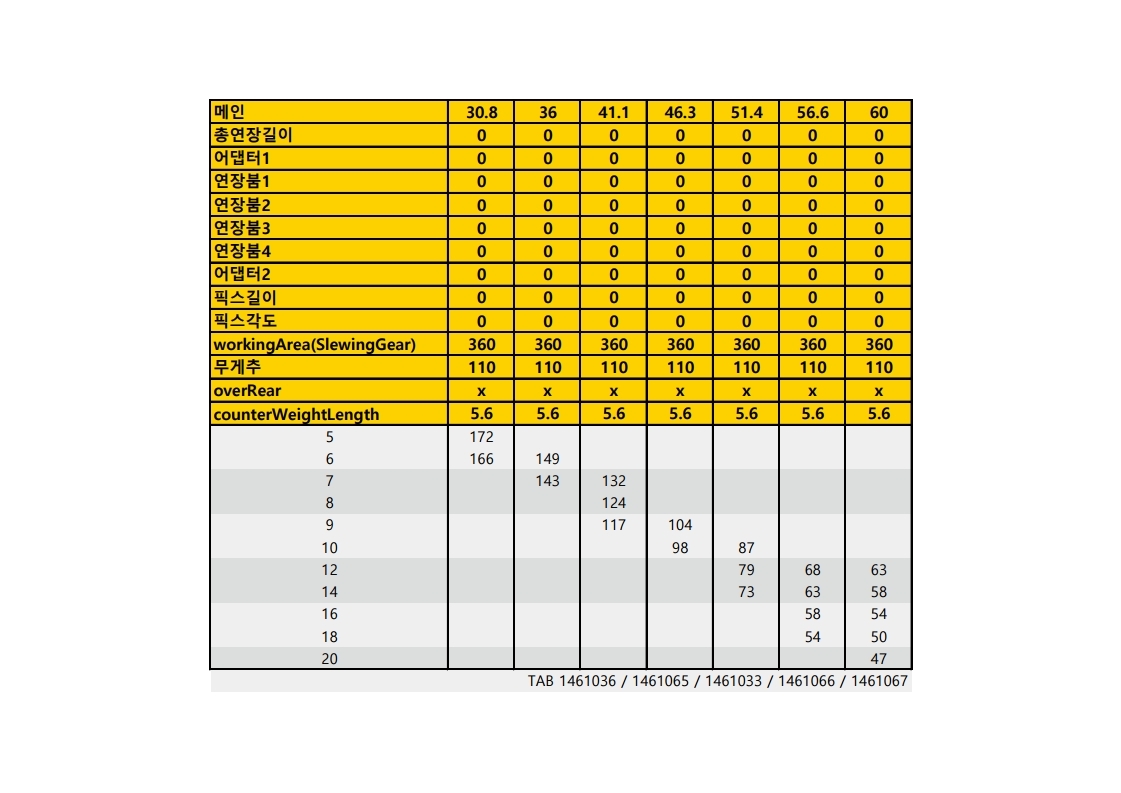 메인 30.8 36 41.1 46.3 51.4 56.6 60
총연장길이 0 0 0 0 0 0 0
어댑터1 0 0 0 0 0 0 0
연장붐1 0 0 0 0 0 0 0
연장붐2 0 0 0 0 0 0 0
연장붐3 0 0 0 0 0 0 0
연장붐4 0 0 0 0 0 0 0
어댑터2 0 0 0 0 0 0 0
픽스길이 0 0 0 0 0 0 0
픽스각도 0 0 0 0 0 0 0
workingArea(SlewingGear) 360 360 360 360 360 360 360
무게추 110 110 110 110 110 110 110
overRear x x x x x x x
counterWeightLength 5.6 5.6 5.6 5.6 5.6 5.6 5.6
5 172
6 166 149
7 143 132
8 124
9 117 104
10 98 87
12 79 68 63
14 73 63 58
16 58 54
18 54 50
20 47
TAB 1461036 / 1461065 / 1461033 / 1461066 / 1461067